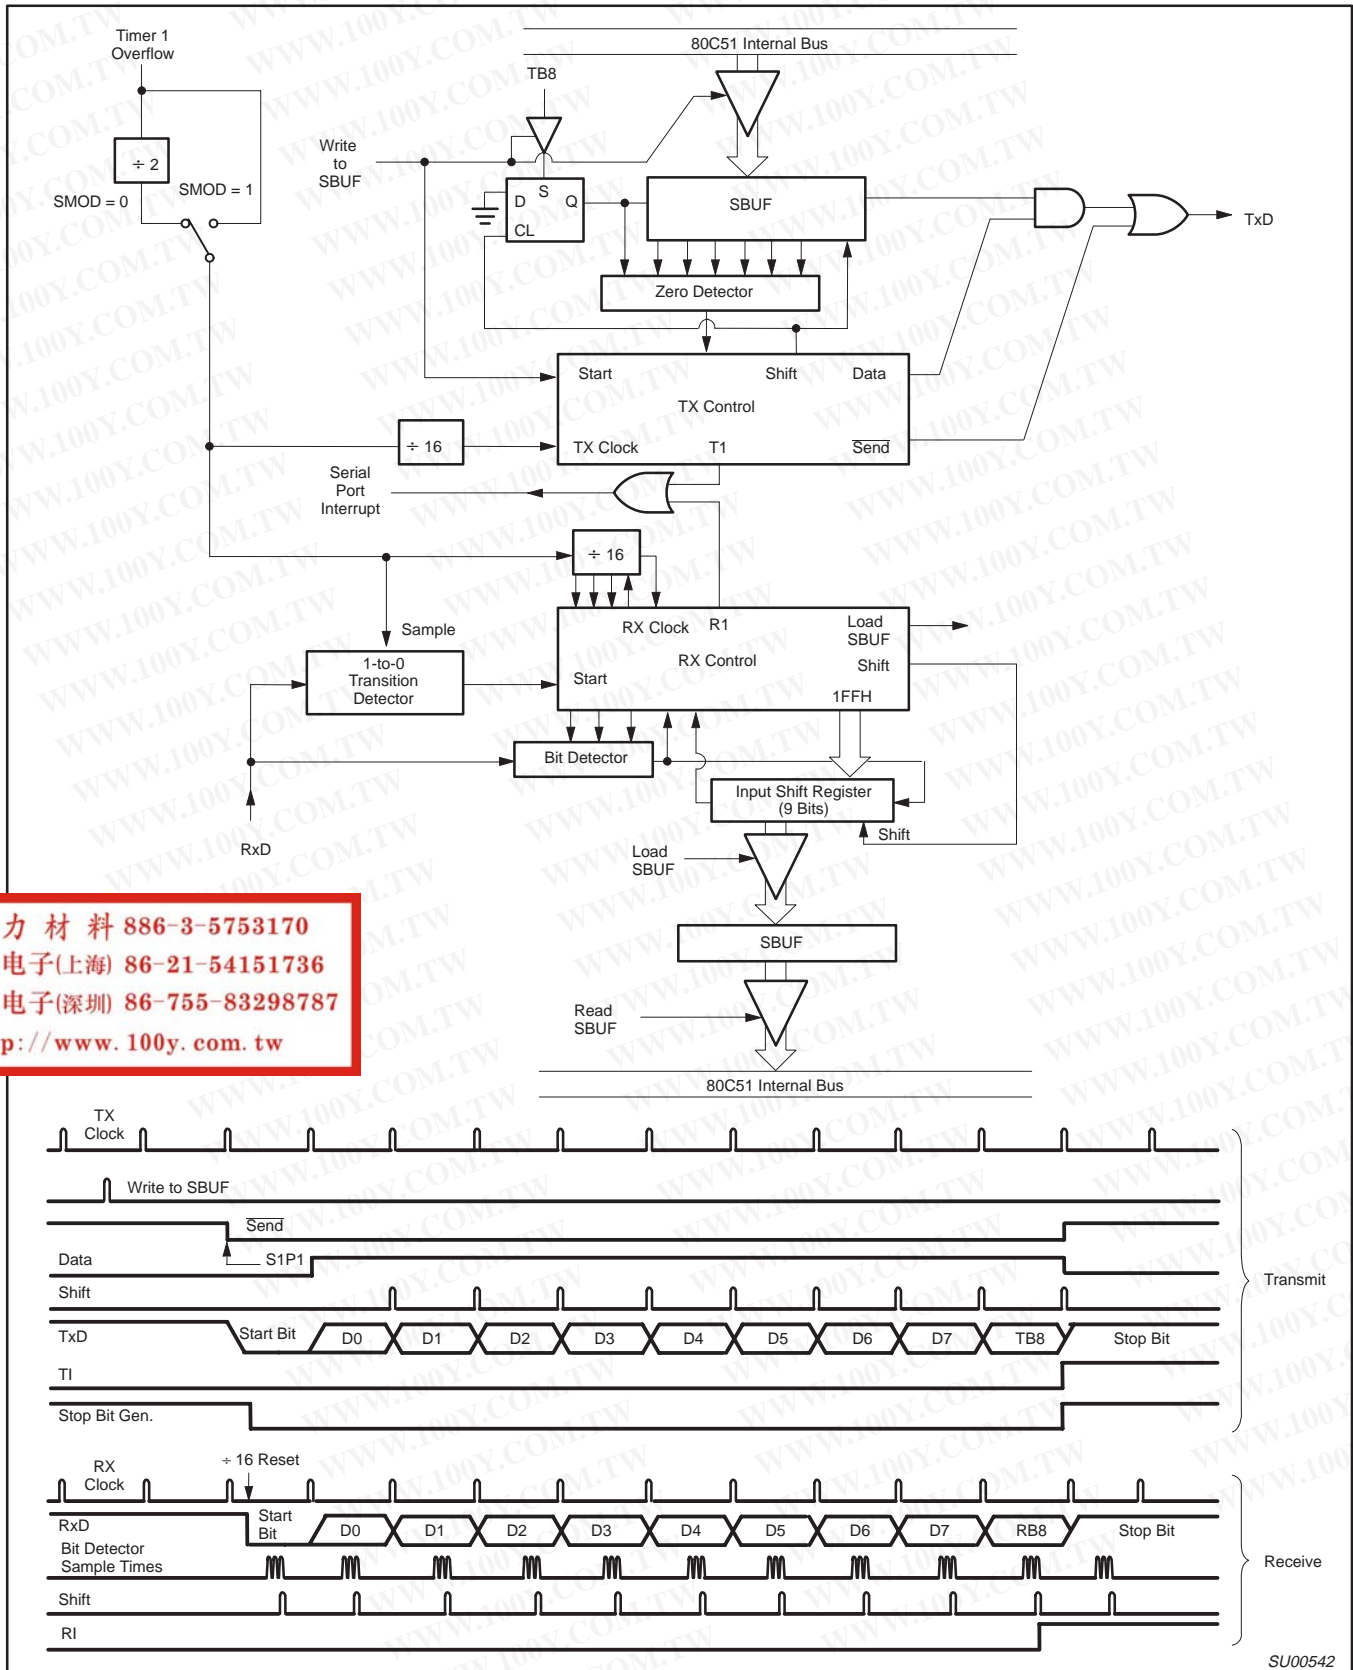 Timer 1
Overflow
80C51 Internal Bus
TB8
÷ 2
Write
to
SBUF
SMOD = 1
SMOD = 0
S
D
Q
CL
SBUF
TxD
Zero Detector
Start
Shift
Data
TX Control
÷ 16
TX Clock
T1
Send
Serial
Port
Interrupt
÷ 16
Sample
RX Clock
R1
Load
SBUF
RX Control
Shift
1-to-0
Transition
Detector
Start
1FFH
Bit Detector
Input Shift Register
(9 Bits)
Shift
RxD
Load
SBUF
力 材 料 886-3-5753170
电子(上海) 86-21-54151736
电子(深圳) 86-755-83298787
p://www.100y.com.tw
SBUF
Read
SBUF
80C51 Internal Bus
TX
Clock
Write to SBUF
Send
S1P1
Data
Shift
Transmit
TxD
Start Bit
D0
D1
D2
D3
D4
D5
D6
D7
TB8
Stop Bit
TI
Stop Bit Gen.
÷ 16 Reset
RX
Clock
RxD
Start
Bit
D0
D1
D2
D3
D4
D5
D6
D7
RB8
Stop Bit
Bit Detector
Sample Times
Receive
Shift
RI
SU00542
WWW.100Y.COM.TW